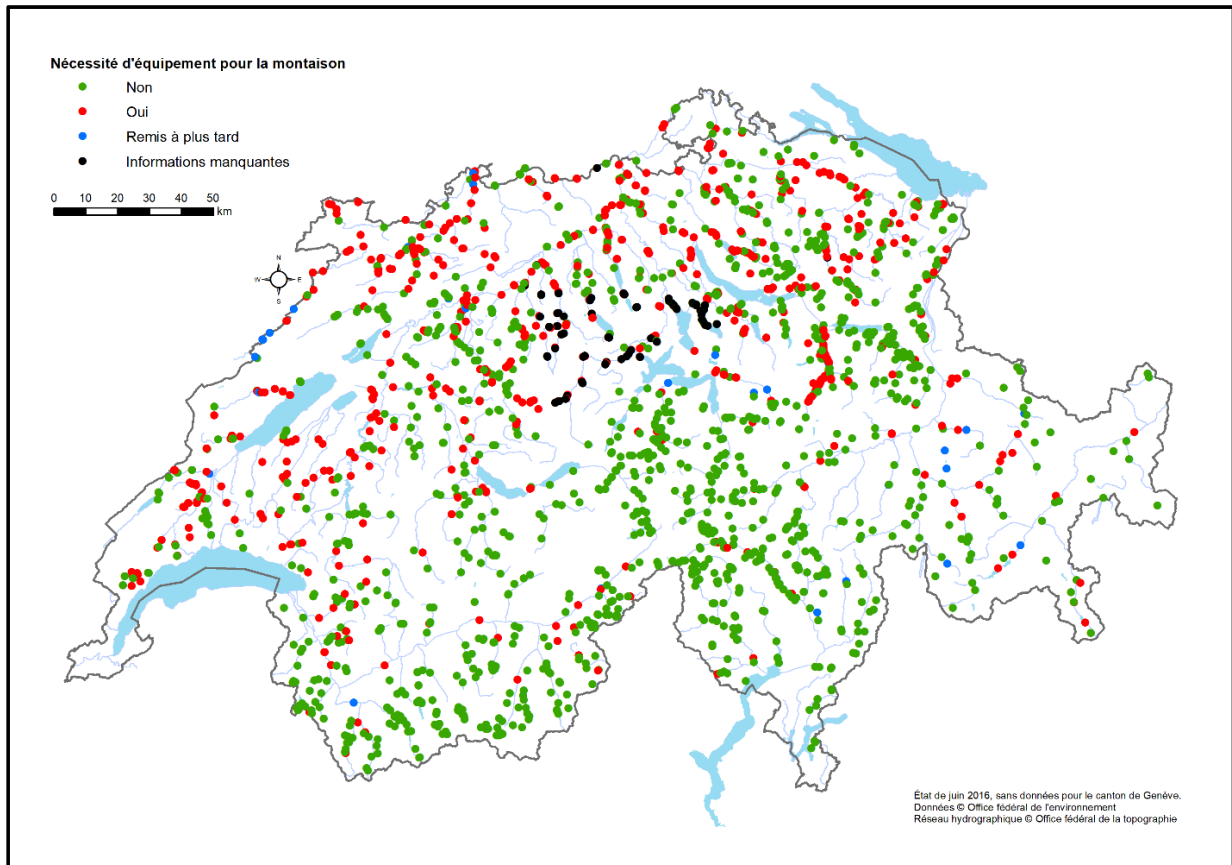 Nécessité d'équipement pour la montaison
Non
Oui
Remis à plus tard
Informations manquantes
0 10 20 30 40 50
km
N
W E
S
État de juin 2016, sans données pour le canton de Genève.
Données © Office fédéral de l'environnement
Réseau hydrographique © Office fédéral de la topographie